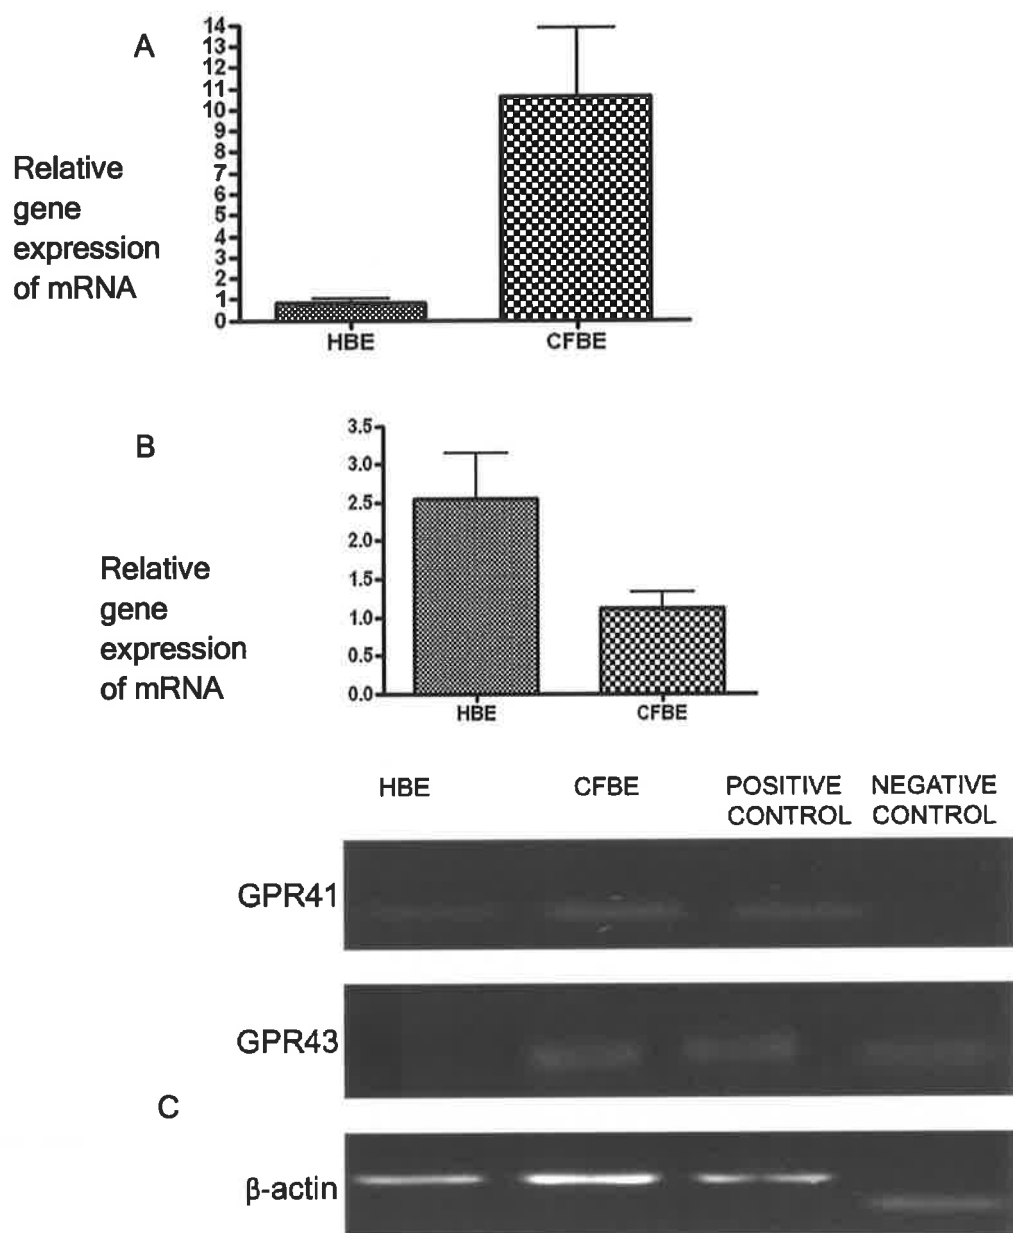 A
14
13
12
11
10
9
8
7
6
5
4
3
2
1
0
Relative
gene
expression
of mRNA
HBE
CFBE
B
3.5
3.0
2.5
2.0
1.5
1.0
0.5
0.0
Relative
gene
expression
of mRNA
HBE
CFBE
HBE CFBE POSITIVE CONTROL NEGATIVE CONTROL
GPR41
GPR43
C
β-actin